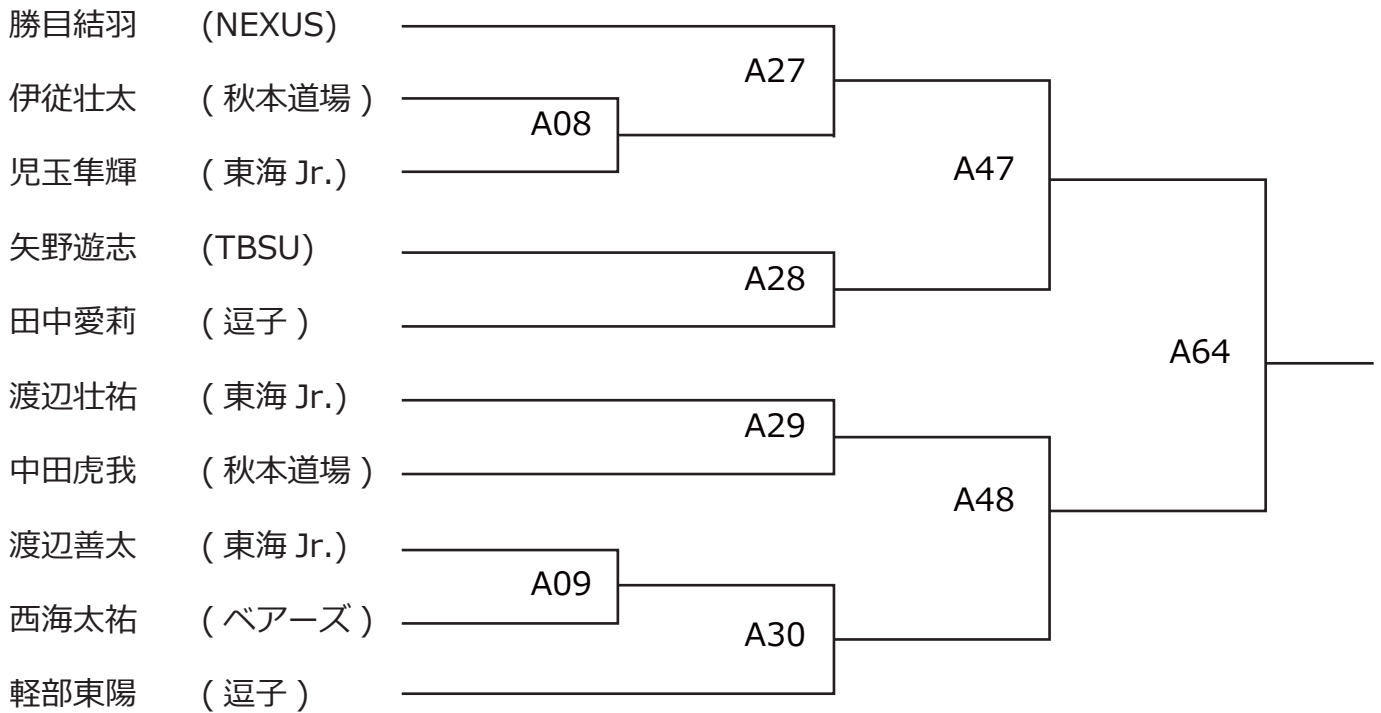 勝目結羽 (NEXUS)
A27
伊従壮太 ( 秋本道場 )
A08
児玉隼輝 ( 東海 Jr.)
A47
矢野遊志 (TBSU)
A28
田中愛莉 ( 逗子 )
A64
渡辺壮祐 ( 東海 Jr.)
A29
中田虎我 ( 秋本道場 )
A48
渡辺善太 ( 東海 Jr.)
A09
西海太祐 ( ベアーズ )
A30
軽部東陽 ( 逗子 )